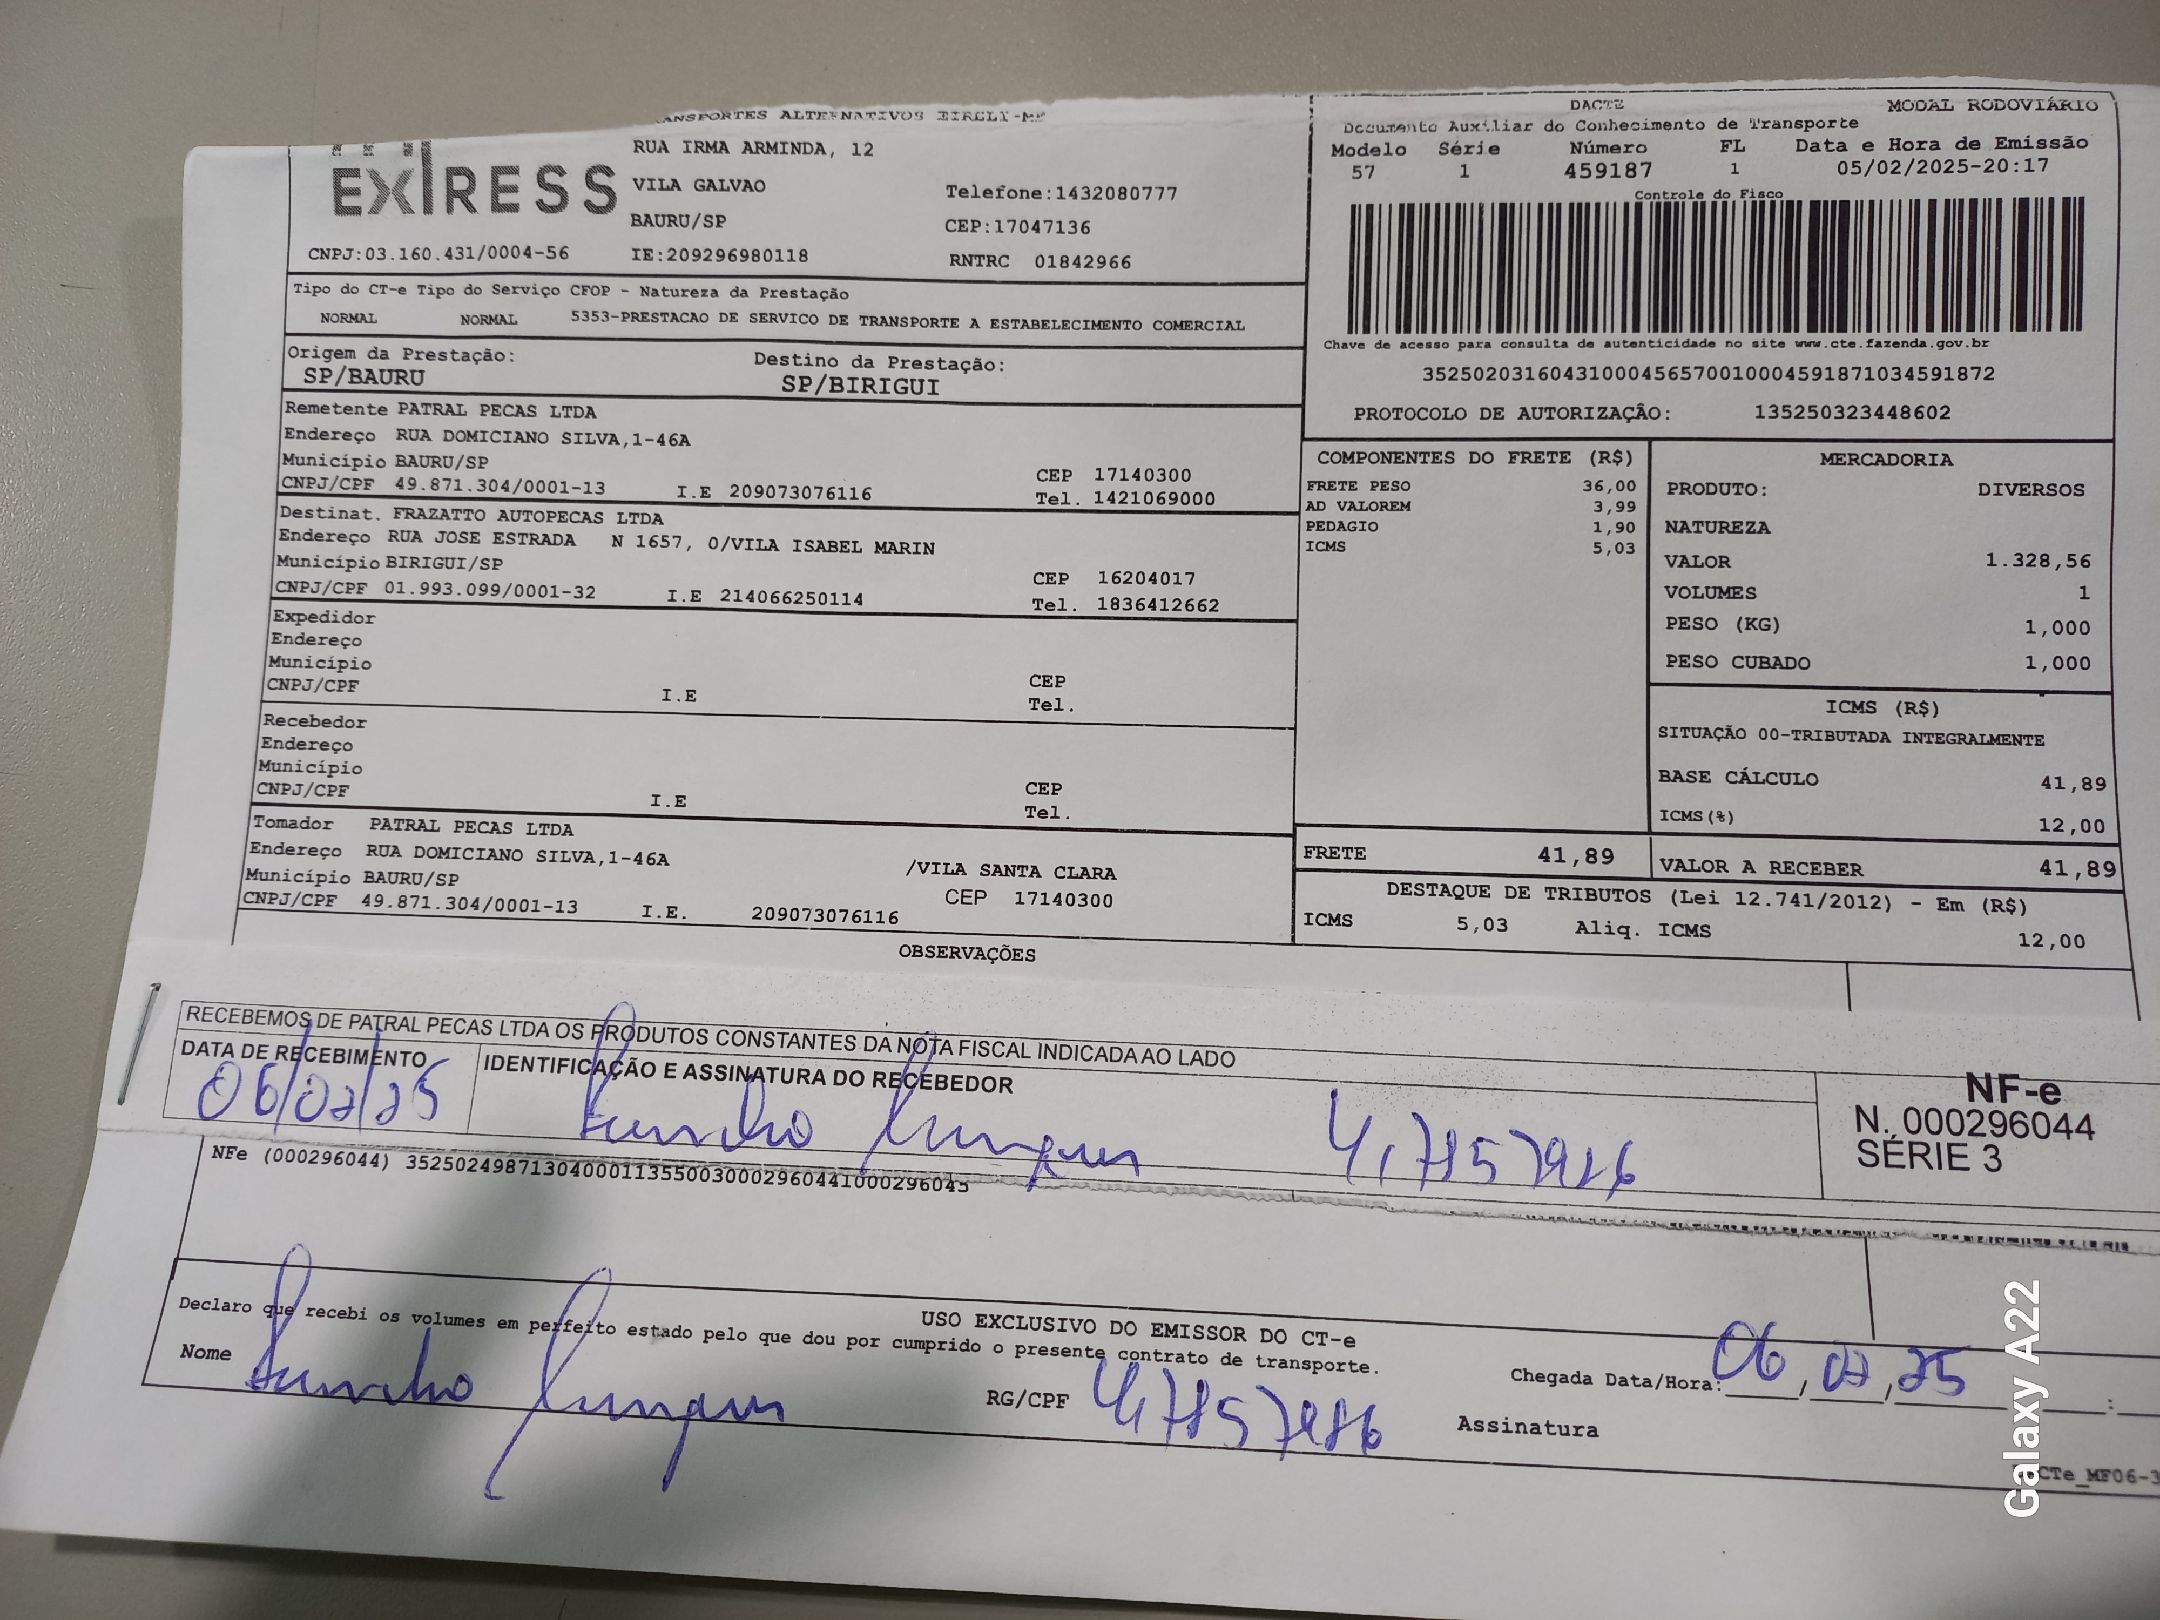 ANSPORTES ALTERNATIVOS EIRELI-ME
EXPRESS
RUA IRMA ARMINDA, 12
VILA GALVAO
Telefone:1432080777
BAURU/SP
CEP:17047136
CNPJ:03.160.431/0004-56
IE:209296980118
RNTRC 01842966
DACTE
MODAL RODOVIÁRIO
Documento Auxiliar do Conhecimento de Transporte
Modelo Série Número FL Data e Hora de Emissão
57 1 459187 1 05/02/2025-20:17
Controle do Fisco
Chave de acesso para consulta de autenticidade no site www.cte.fazenda.gov.br
35250203160431000456570010004591871034591872
PROTOCOLO DE AUTORIZAÇÃO: 135250323448602
Tipo do CT-e Tipo do Serviço CFOP - Natureza da Prestação
NORMAL NORMAL 5353-PRESTACAO DE SERVICO DE TRANSPORTE A ESTABELECIMENTO COMERCIAL
Origem da Prestação: Destino da Prestação:
SP/BAURU SP/BIRIGUI
Remetente PATRAL PECAS LTDA
Endereço RUA DOMICIANO SILVA,1-46A
Município BAURU/SP CEP 17140300
CNPJ/CPF 49.871.304/0001-13 I.E 209073076116 Tel. 1421069000
Destinat. FRAZATTO AUTOPECAS LTDA
Endereço RUA JOSE ESTRADA N 1657, 0/VILA ISABEL MARIN
Município BIRIGUI/SP CEP 16204017
CNPJ/CPF 01.993.099/0001-32 I.E 214066250114 Tel. 1836412662
Expedidor
Endereço
Município CEP
CNPJ/CPF I.E Tel.
Recebedor
Endereço
Município CEP
CNPJ/CPF I.E Tel.
Tomador PATRAL PECAS LTDA
Endereço RUA DOMICIANO SILVA,1-46A /VILA SANTA CLARA
Município BAURU/SP CEP 17140300
CNPJ/CPF 49.871.304/0001-13 I.E. 209073076116
COMPONENTES DO FRETE (R$)
FRETE PESO 36,00
AD VALOREM 3,99
PEDAGIO 1,90
ICMS 5,03
MERCADORIA
PRODUTO: DIVERSOS
NATUREZA
VALOR 1.328,56
VOLUMES 1
PESO (KG) 1,000
PESO CUBADO 1,000
ICMS (R$)
SITUAÇÃO 00-TRIBUTADA INTEGRALMENTE
BASE CÁLCULO 41,89
ICMS(%) 12,00
FRETE 41,89
VALOR A RECEBER 41,89
DESTAQUE DE TRIBUTOS (Lei 12.741/2012) - Em (R$)
ICMS 5,03 Aliq. ICMS 12,00
OBSERVAÇÕES
RECEBEMOS DE PATRAL PECAS LTDA OS PRODUTOS CONSTANTES DA NOTA FISCAL INDICADA AO LADO
DATA DE RECEBIMENTO
IDENTIFICAÇÃO E ASSINATURA DO RECEBEDOR
06/02/25
NF-e
N. 000296044
SÉRIE 3
NFe (000296044) 35250249871304000113550030002960441000296045
USO EXCLUSIVO DO EMISSOR DO CT-e
Declaro que recebi os volumes em perfeito estado pelo que dou por cumprido o presente contrato de transporte.
Nome
RG/CPF
Chegada Data/Hora: 06, 02, 25 :
Assinatura
CTe_MF06-3
Galaxy A22